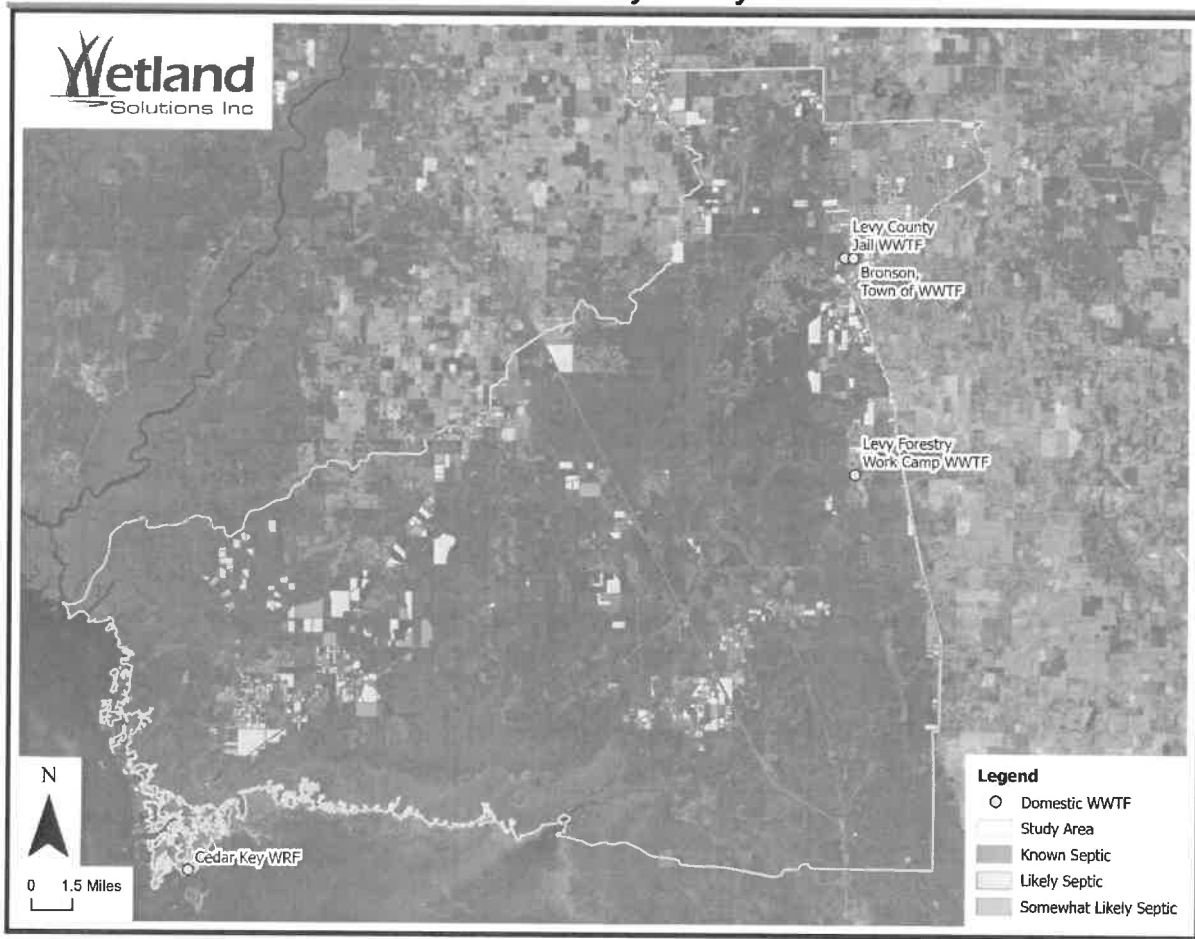 Wetland
Solutions Inc
Levy County
Jail WWTF
Bronson,
Town of WWTF
Levy Forestry
Work Camp WWTF
Cedar Key WRF
N
0 1.5 Miles
Legend
Domestic WWTF
Study Area
Known Septic
Likely Septic
Somewhat Likely Septic